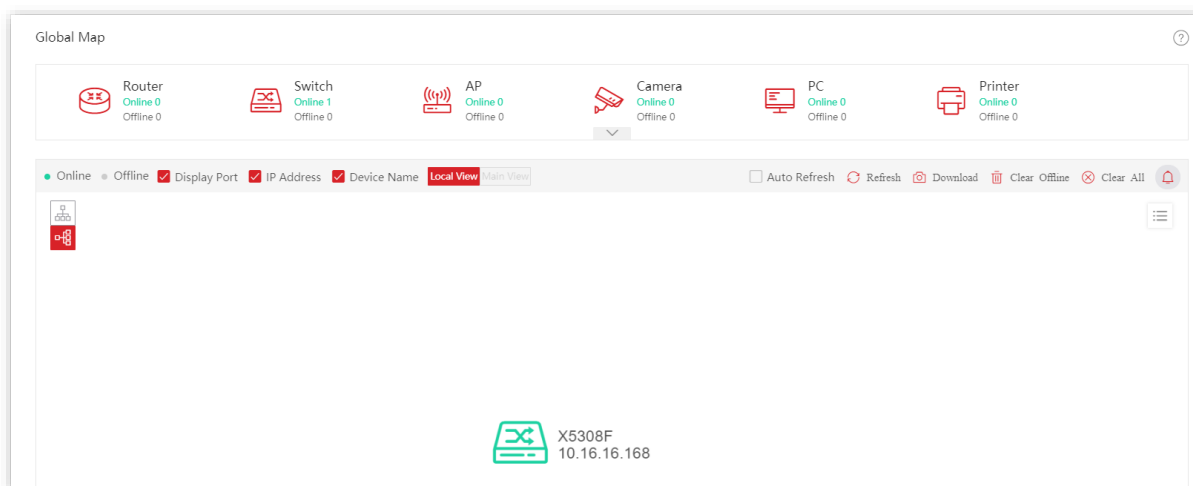 Global Map
Router
Online 0
Offline 0
Switch
Online 1
Offline 0
AP
Online 0
Offline 0
Camera
Online 0
Offline 0
PC
Online 0
Offline 0
Printer
Online 0
Offline 0
Online Offline Display Port IP Address Device Name Local View Main View Auto Refresh Refresh Download Clear Offline Clear All
X5308F
10.16.16.168